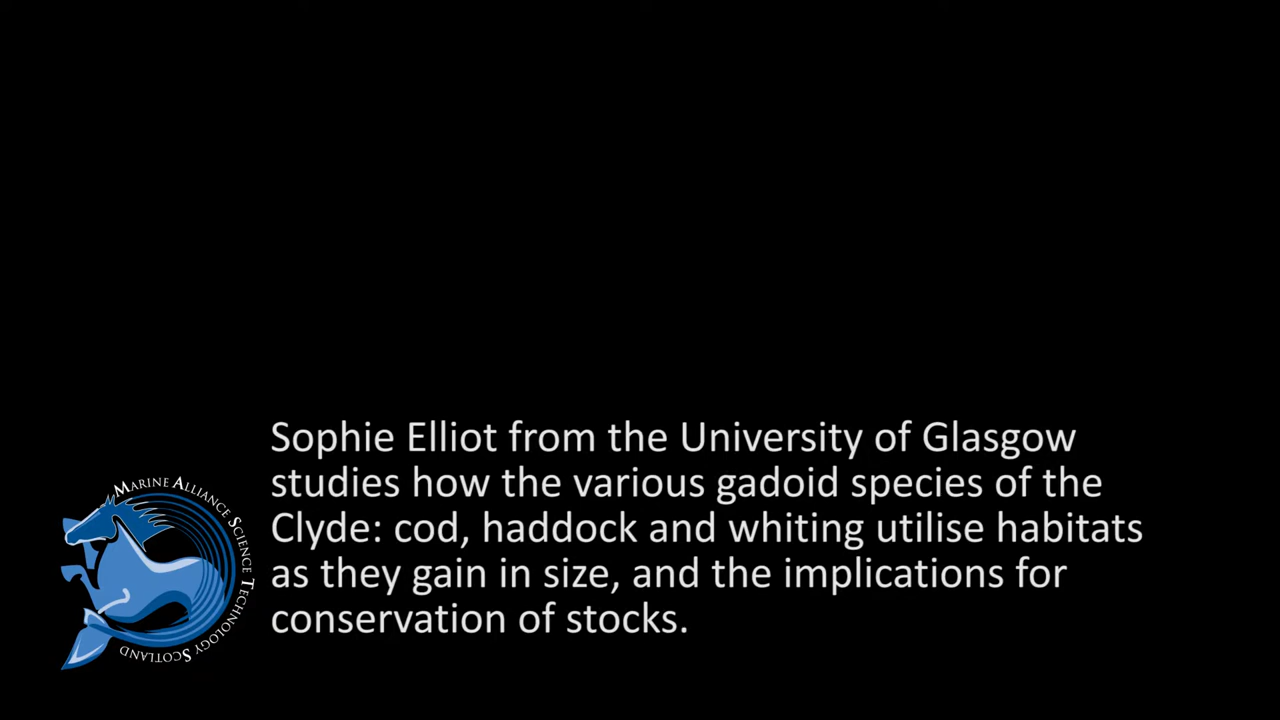 Sophie Elliot from the University of Glasgow
studies how the various gadoid species of the
Clyde: cod, haddock and whiting utilise habitats
as they gain in size, and the implications for
conservation of stocks.
MARINE ALLIANCE SCIENCE TECHNOLOGY SCOTLAND